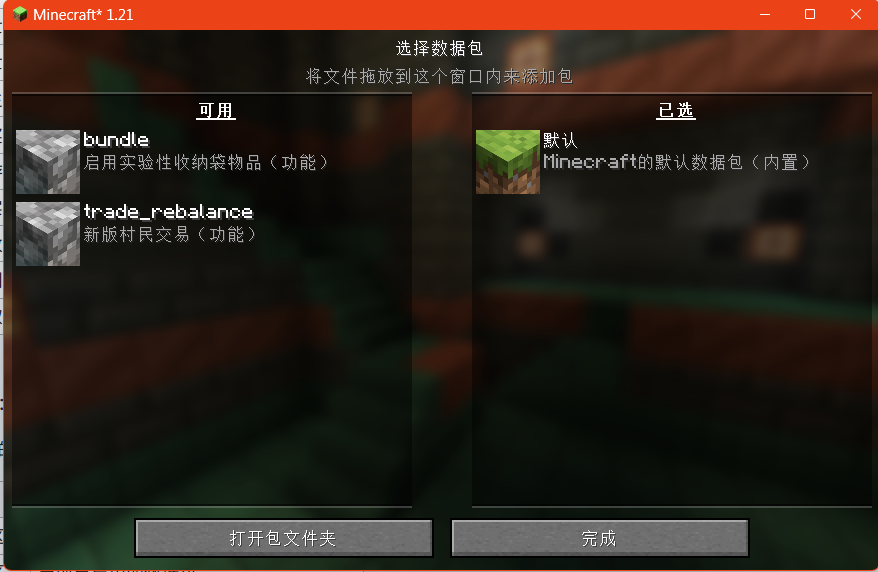 Minecraft* 1.21
选择数据包
将文件拖放到这个窗口内来添加包
可用
bundle
启用实验性收纳袋物品（功能）
trade_rebalance
新版村民交易（功能）
已选
默认
Minecraft的默认数据包（内置）
打开包文件夹
完成